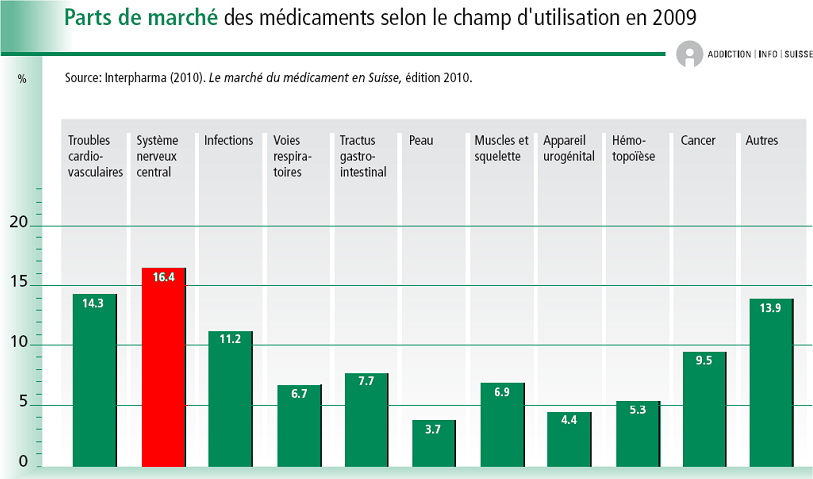 Parts de marché des médicaments selon le champ d'utilisation en 2009
ADDICTION | INFO | SUISSE
%
Source: Interpharma (2010). Le marché du médicament en Suisse, édition 2010.
Troubles
cardio-
vasculaires
Système
nerveux
central
Infections
Voies
respira-
toires
Tractus
gastro-
intestinal
Peau
Muscles et
squelette
Appareil
urogénital
Hémo-
topoïèse
Cancer
Autres
20
15
10
5
0
14.3
16.4
11.2
6.7
7.7
3.7
6.9
4.4
5.3
9.5
13.9